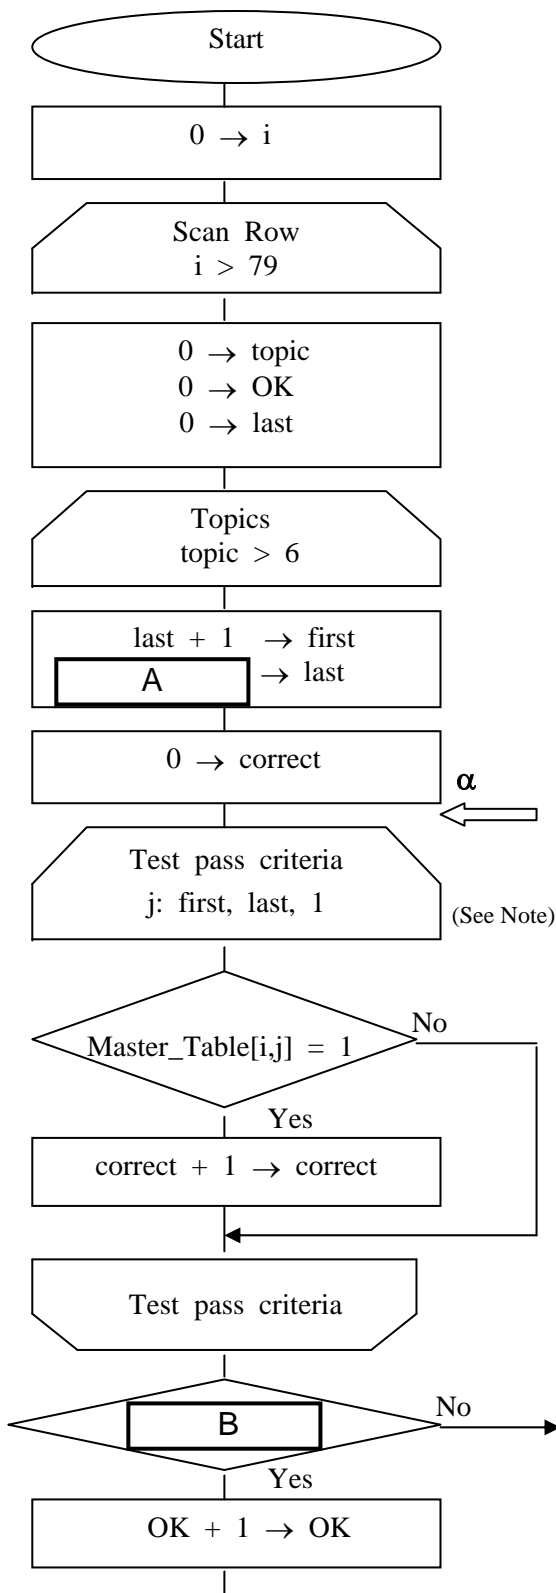 Start
0 → i
Scan Row
i > 79
0 → topic
0 → OK
0 → last
Topics
topic > 6
last + 1 → first
A → last
0 → correct
α
Test pass criteria
j: first, last, 1
(See Note)
Master_Table[i,j] = 1
No
Yes
correct + 1 → correct
Test pass criteria
B
No
Yes
OK + 1 → OK